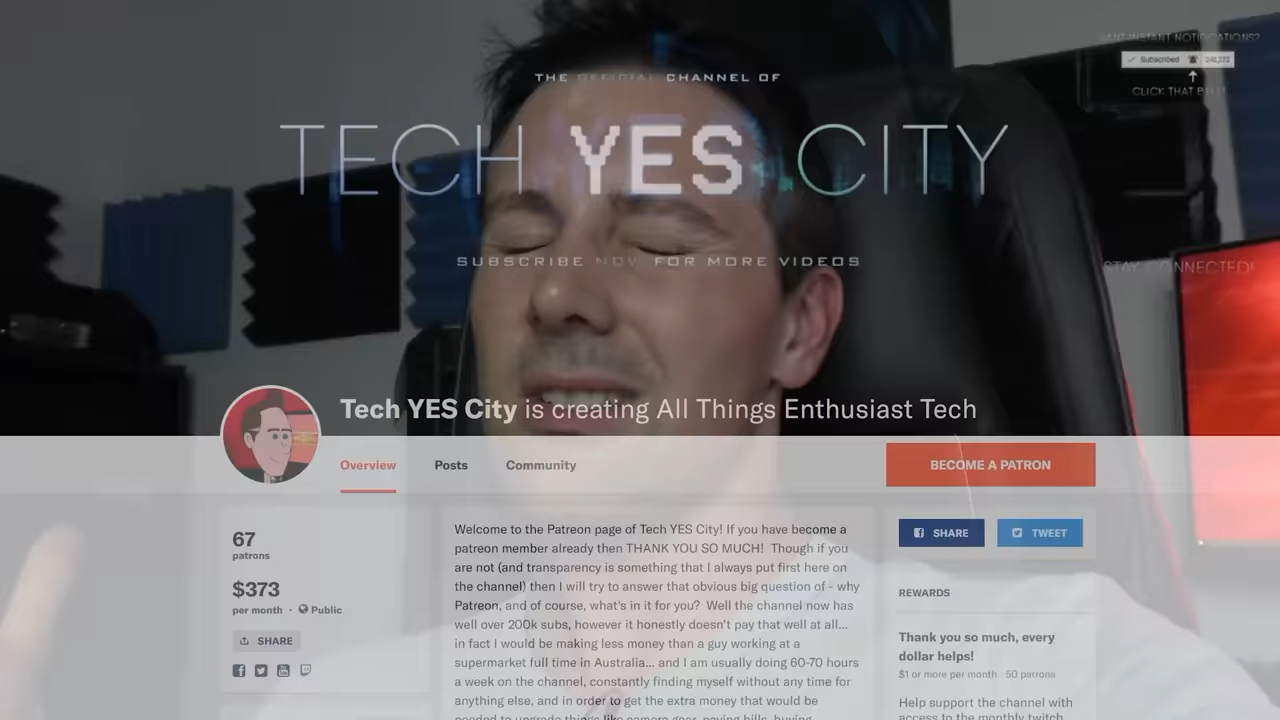 WANT INSTANT NOTIFICATIONS?
Subscribed
THE OFFICIAL CHANNEL OF
CLICK THAT BELL
TECH YES CITY
SUBSCRIBE NOW FOR MORE VIDEOS
STAY CONNECTED!
Tech YES City is creating All Things Enthusiast Tech
Overview Posts Community
BECOME A PATRON
67
patrons
$373
per month · Public
SHARE
Welcome to the Patreon page of Tech YES City! If you have become a
patreon member already then THANK YOU SO MUCH! Though if you
are not (and transparency is something that I always put first here on
the channel) then I will try to answer that obvious big question of - why
Patreon, and of course, what's in it for you? Well the channel now has
well over 200k subs, however it honestly doesn't pay that well at all...
in fact I would be making less money than a guy working at a
supermarket full time in Australia... and I am usually doing 60-70 hours
a week on the channel, constantly finding myself without any time for
anything else, and in order to get the extra money that would be
needed to upgrade things like camera gear, paying bills, buying
SHARE TWEET
REWARDS
Thank you so much, every
dollar helps!
$1 or more per month · 50 patrons
Help support the channel with
access to the monthly twitch